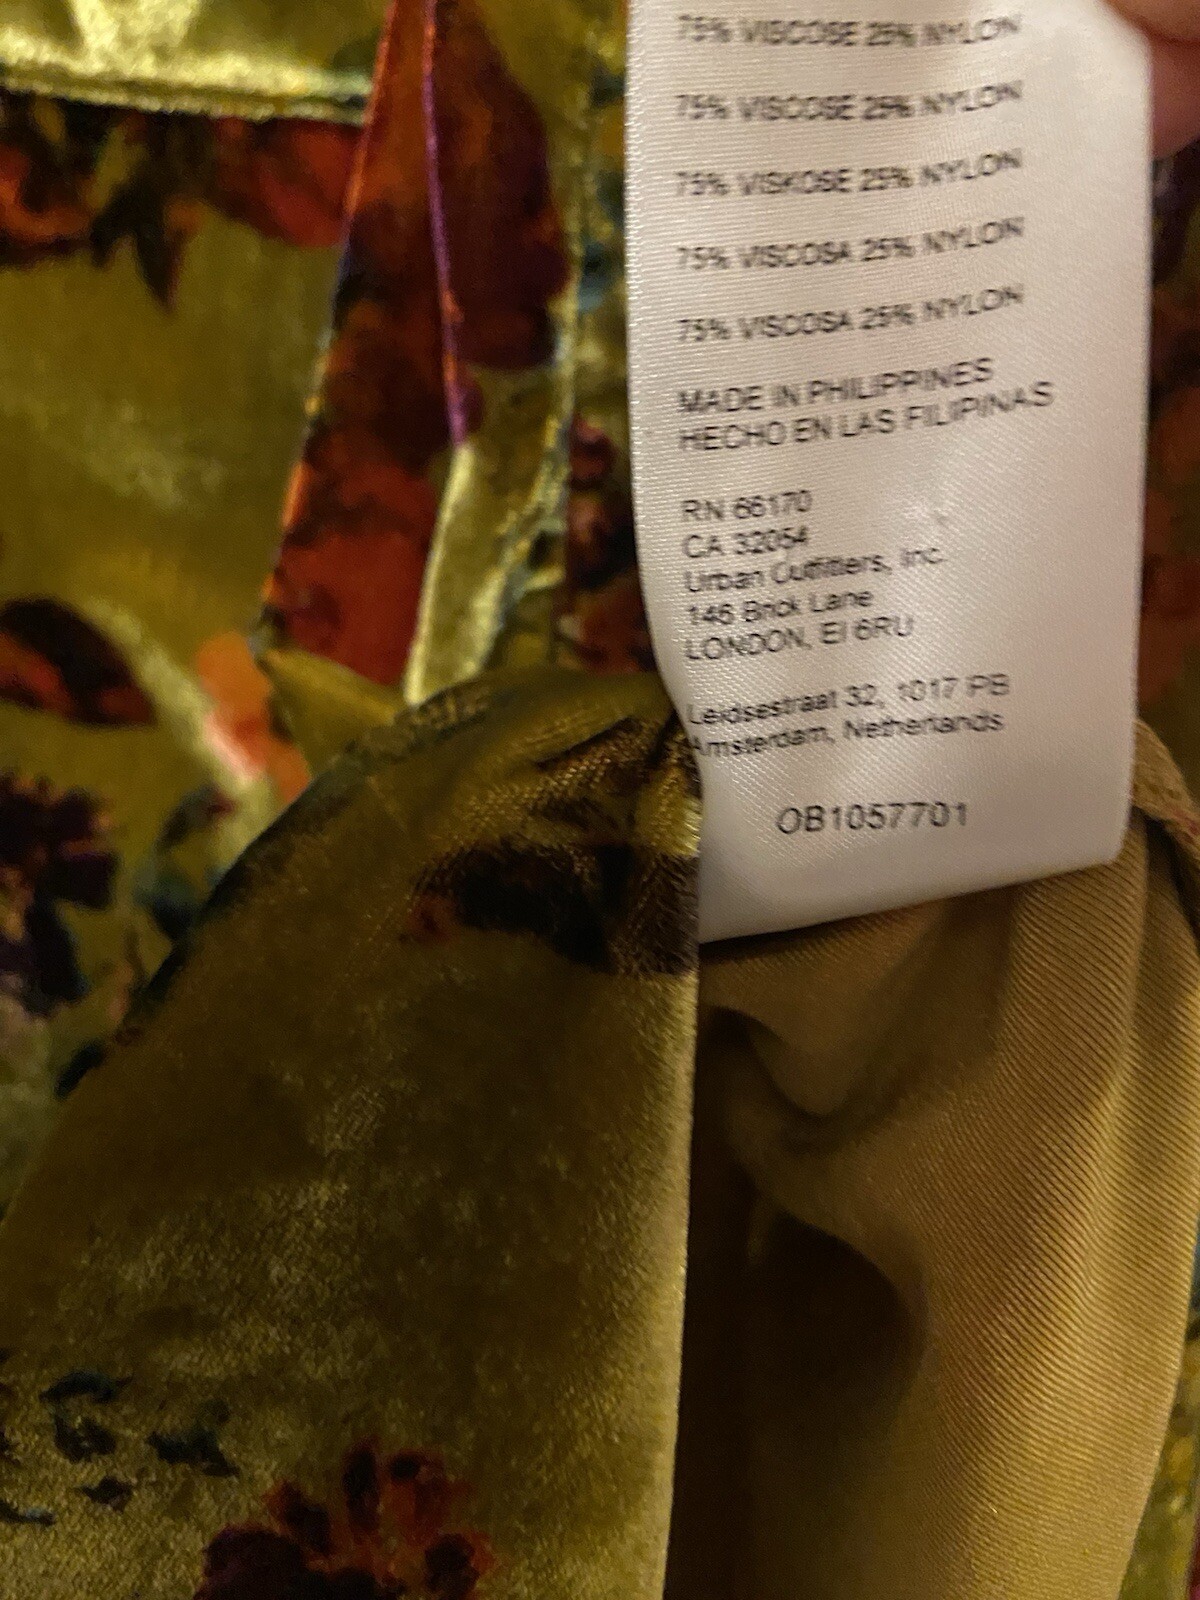 75% VISCOSE 25% NYLON
75% VISCOSE 25% NYLON
75% VISKOSE 25% NYLON
75% VISCOSA 25% NYLON
75% VISCOSA 25% NYLON
MADE IN PHILIPPINES
HECHO EN LAS FILIPINAS
RN 66170
CA 32054
Urban Outfitters, Inc.
146 Brick Lane
LONDON, EI 6RU
Leidsestraat 32, 1017 PB
Amsterdam, Netherlands
OB1057701